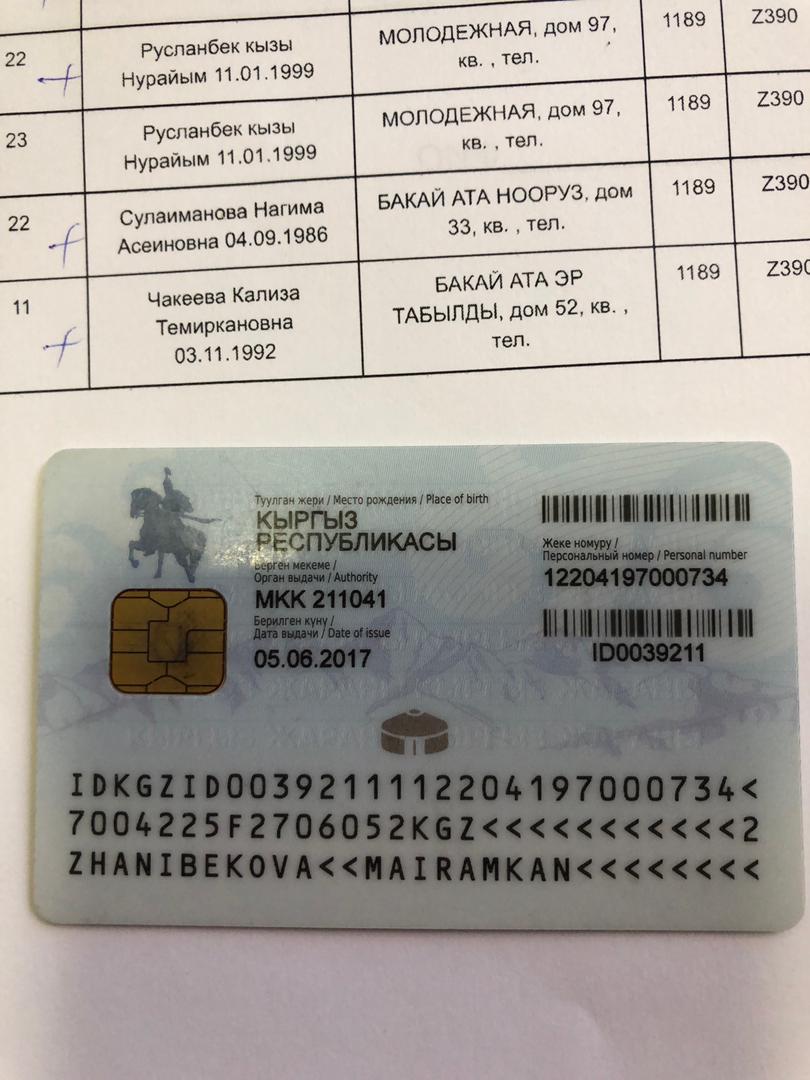 22
Русланбек кызы
Нурайым 11.01.1999
МОЛОДЕЖНАЯ, дом 97,
кв. , тел.
1189
Z390
23
Русланбек кызы
Нурайым 11.01.1999
МОЛОДЕЖНАЯ, дом 97,
кв. , тел.
1189
Z390
22
Сулаиманова Нагима
Асеиновна 04.09.1986
БАКАЙ АТА НООРУЗ, дом
33, кв. , тел.
1189
Z390
11
Чакеева Кализа
Темиркановна
03.11.1992
БАКАЙ АТА ЭР
ТАБЫЛДЫ, дом 52, кв. ,
тел.
1189
Z390
Туулган жери / Место рождения / Place of birth
КЫРГЫЗ
РЕСПУБЛИКАСЫ
Берген мекеме /
Орган выдачи / Authority
МКК 211041
Берилген куну /
Дата выдачи / Date of issue
05.06.2017
Жеке номуру /
Персональный номер / Personal number
12204197000734
ID0039211
IDKGZID0039211112204197000734<
7004225F2706052KGZ<<<<<<<<<<<2
ZHANIBEKOVA<<MAIRAMKAN<<<<<<<<